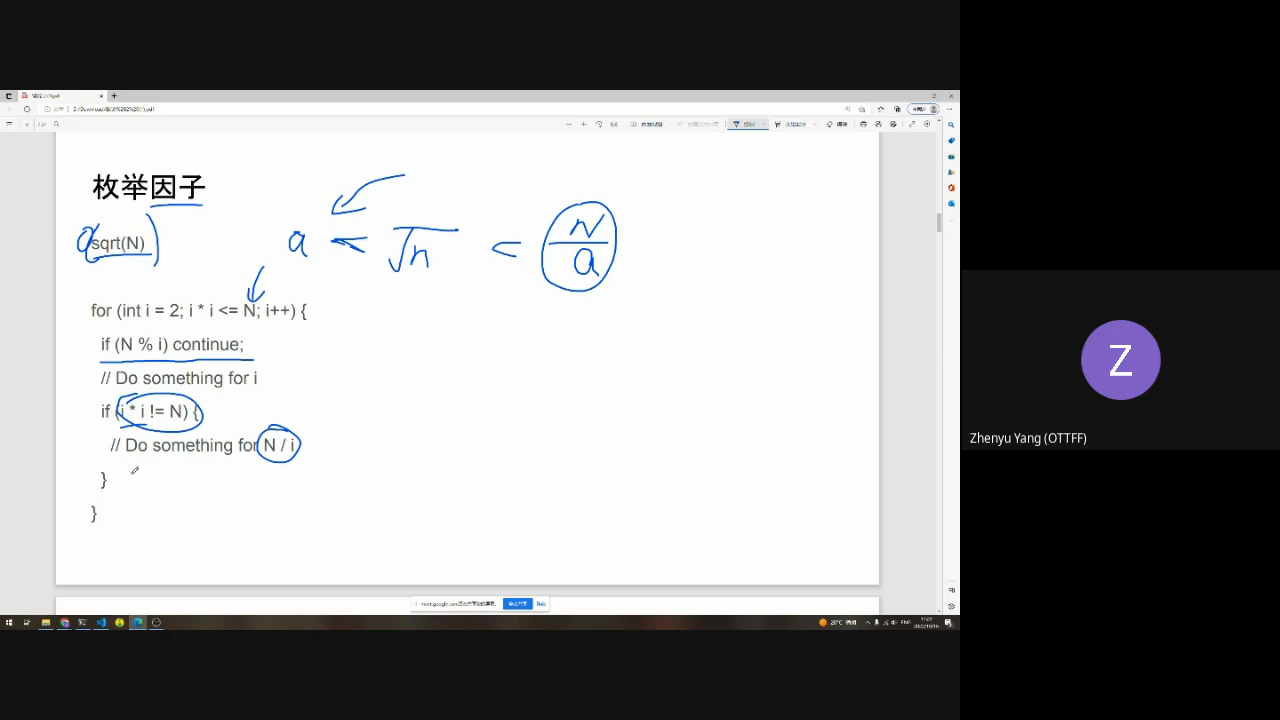 枚举因子
sqrt(N)
a < √n < N/a
for (int i = 2; i * i <= N; i++) {
if (N % i) continue;
// Do something for i
if (i * i != N) {
// Do something for N / i
}
}
Z
Zhenyu Yang (OTTFF)